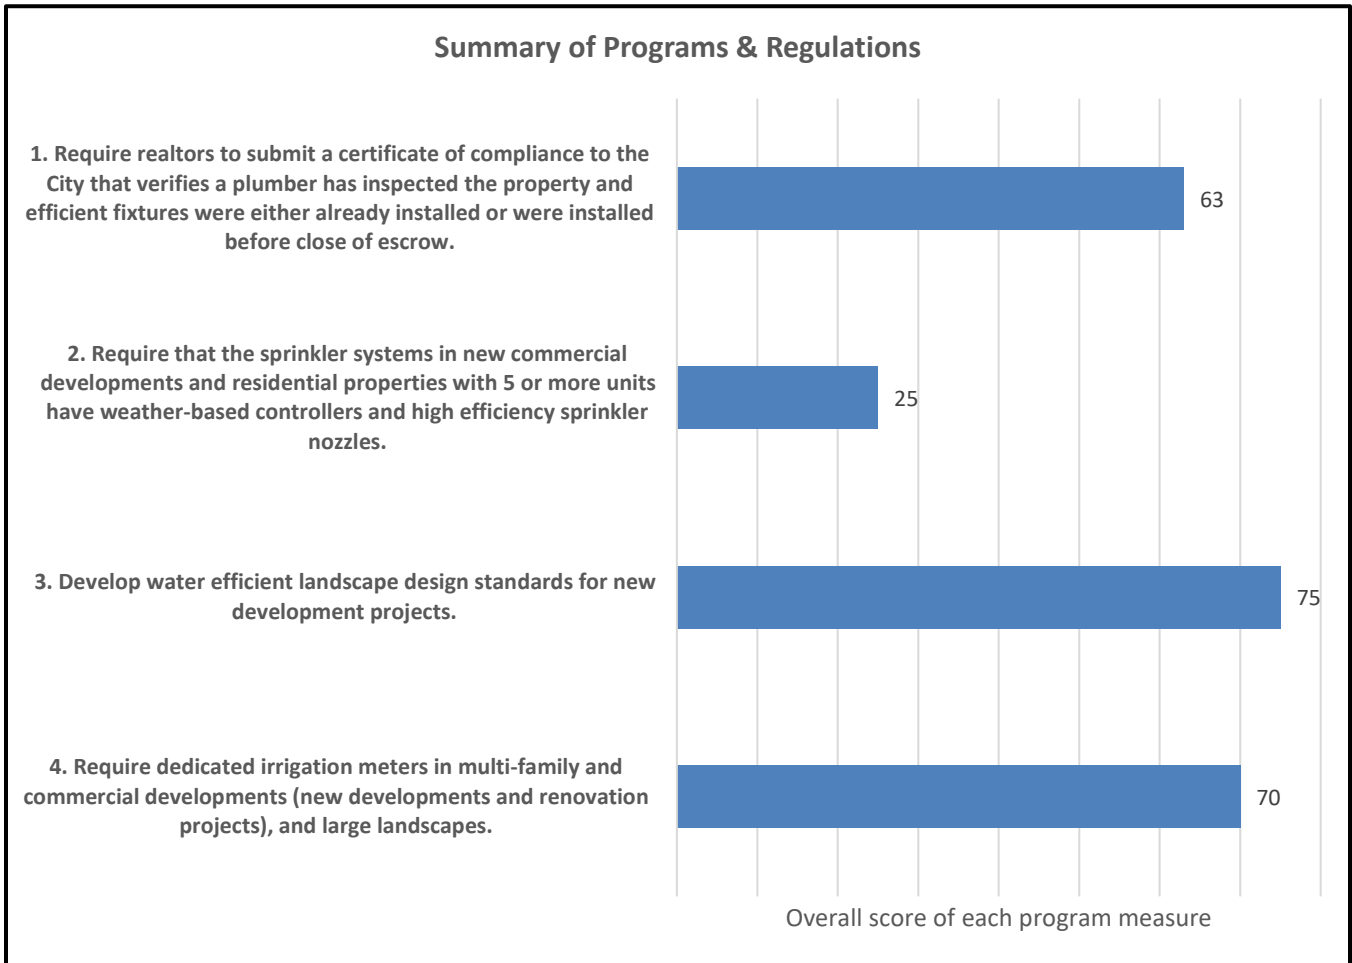 Summary of Programs & Regulations
1. Require realtors to submit a certificate of compliance to the
City that verifies a plumber has inspected the property and
efficient fixtures were either already installed or were installed
before close of escrow.
63
2. Require that the sprinkler systems in new commercial
developments and residential properties with 5 or more units
have weather-based controllers and high efficiency sprinkler
nozzles.
25
3. Develop water efficient landscape design standards for new
development projects.
75
4. Require dedicated irrigation meters in multi-family and
commercial developments (new developments and renovation
projects), and large landscapes.
70
Overall score of each program measure